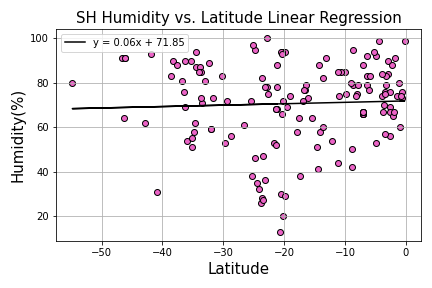 SH Humidity vs. Latitude Linear Regression
y = 0.06x + 71.85
Humidity(%)
100
80
60
40
20
−50
−40
−30
−20
−10
0
Latitude